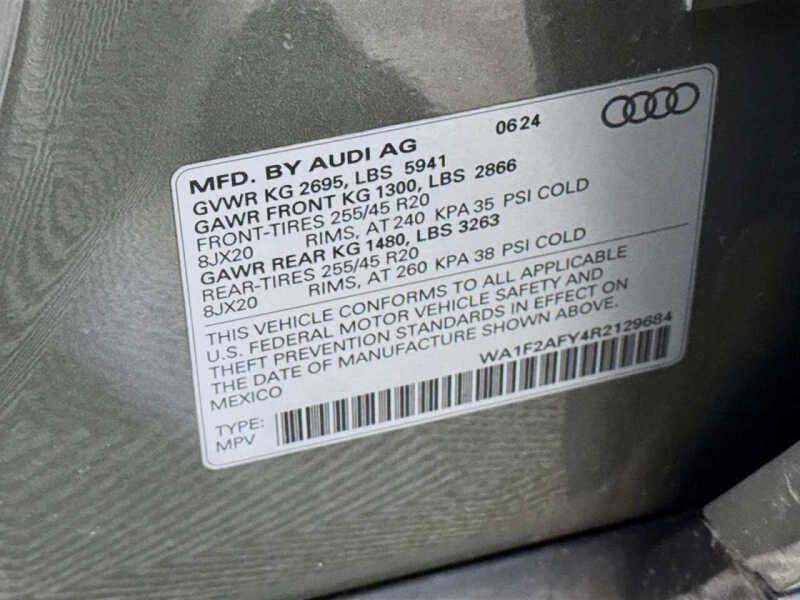 MFD. BY AUDI AG 0624
GVWR KG 2695, LBS 5941
GAWR FRONT KG 1300, LBS 2866
FRONT-TIRES 255/45 R20
8JX20 RIMS, AT 240 KPA 35 PSI COLD
GAWR REAR KG 1480, LBS 3263
REAR-TIRES 255/45 R20
8JX20 RIMS, AT 260 KPA 38 PSI COLD
THIS VEHICLE CONFORMS TO ALL APPLICABLE
U.S. FEDERAL MOTOR VEHICLE SAFETY AND
THEFT PREVENTION STANDARDS IN EFFECT ON
THE DATE OF MANUFACTURE SHOWN ABOVE.
MEXICO WA1F2AFY4R2129684
TYPE:
MPV